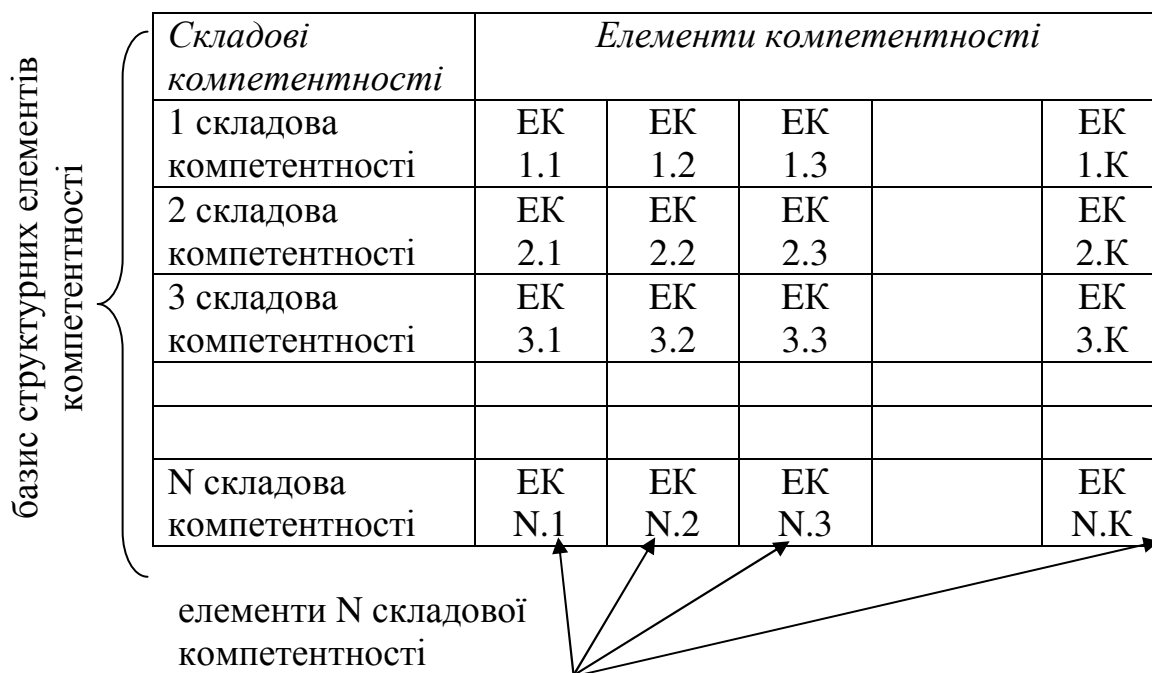 базис структурних елементів
компетентності
Складові
компетентності
Елементи компетентності
1 складова
компетентності
ЕК
1.1
ЕК
1.2
ЕК
1.3
ЕК
1.К
2 складова
компетентності
ЕК
2.1
ЕК
2.2
ЕК
2.3
ЕК
2.К
3 складова
компетентності
ЕК
3.1
ЕК
3.2
ЕК
3.3
ЕК
3.К
N складова
компетентності
ЕК
N.1
ЕК
N.2
ЕК
N.3
ЕК
N.К
елементи N складової
компетентності